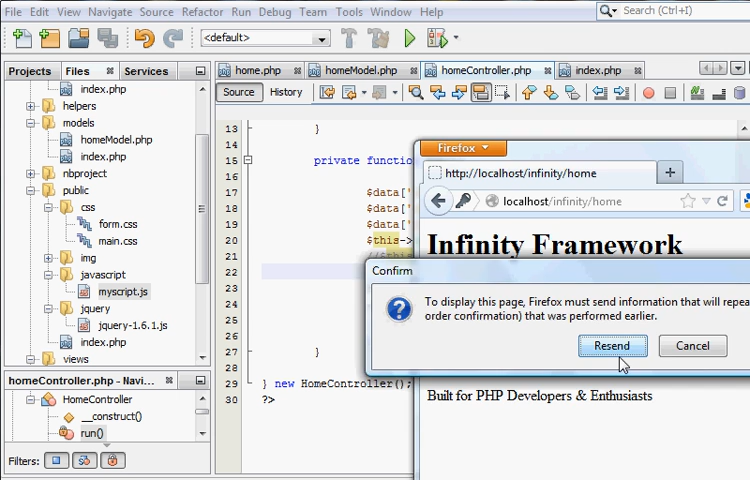 File Edit View Navigate Source Refactor Run Debug Team Tools Window Help
Search (Ctrl+I)
<default>
Projects Files Services
home.php homeModel.php homeController.php index.php
Source History
index.php
helpers
models
homeModel.php
index.php
nbproject
public
css
form.css
main.css
img
javascript
myscript.js
jquery
jquery-1.6.1.js
index.php
views
13 }
14
15 private function
16
17 $data['
18 $data['
19 $data['
20 $this->
21
22
23
27 }
28
29 } new HomeController();
30 ?>
Firefox
http://localhost/infinity/home
localhost/infinity/home
Infinity Framework
Confirm
To display this page, Firefox must send information that will repea
order confirmation) that was performed earlier.
Resend Cancel
Built for PHP Developers & Enthusiasts
homeController.php - Navi...
HomeController
__construct()
run()
Filters: